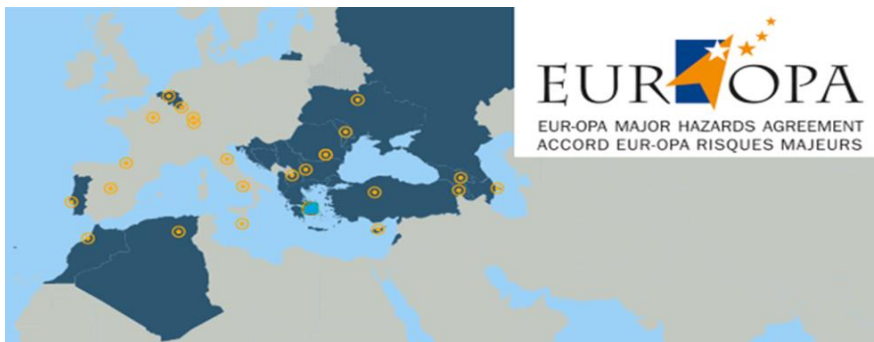 EUR OPA
EUR-OPA MAJOR HAZARDS AGREEMENT
ACCORD EUR-OPA RISQUES MAJEURS